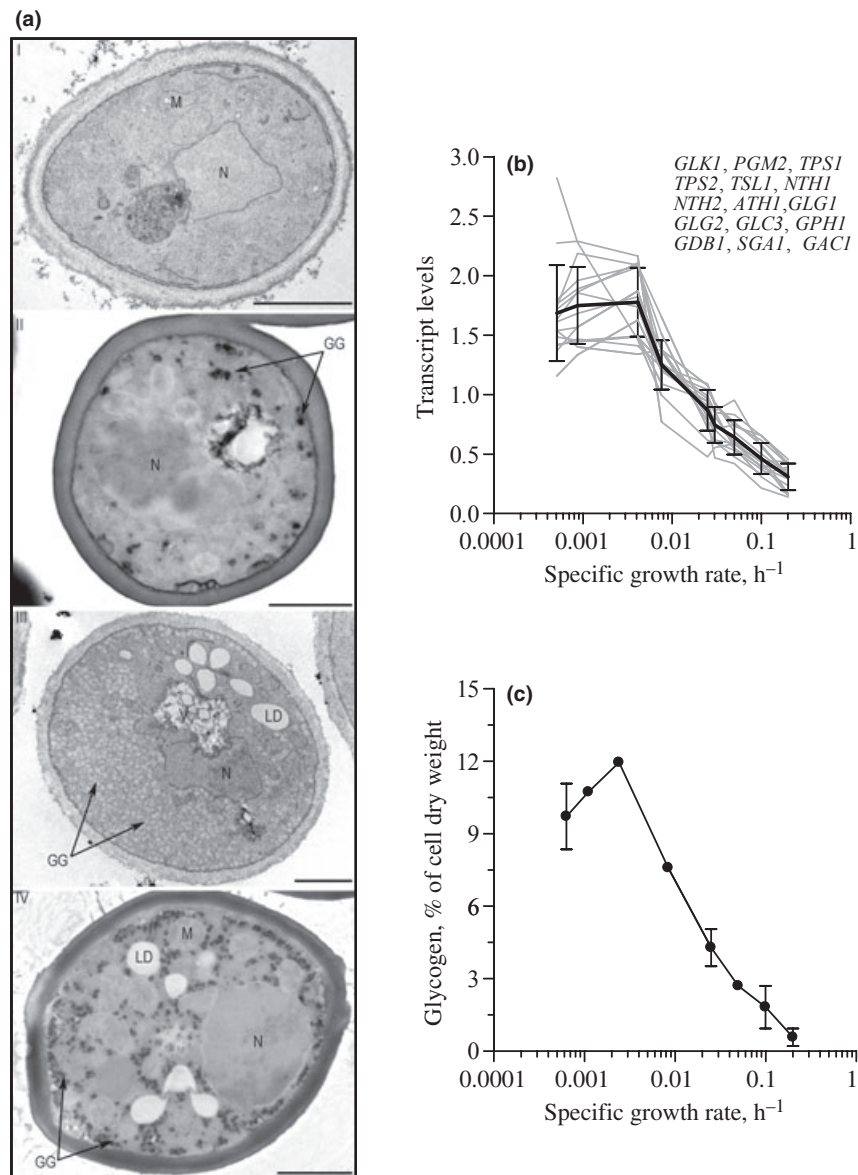 (a)
I
M
N
II
GG
N
III
V
LD
N
GG
IV
M
LD
N
GG
(b)
GLK1, PGM2, TPS1
TPS2, TSL1, NTH1
NTH2, ATH1,GLG1
GLG2, GLC3, GPH1
GDB1, SGA1, GAC1
Transcript levels
3.0
2.5
2.0
1.5
1.0
0.5
0.0
0.0001
0.001
0.01
0.1
1
Specific growth rate, h⁻¹
(c)
Glycogen, % of cell dry weight
15
12
9
6
3
0
0.0001
0.001
0.01
0.1
1
Specific growth rate, h⁻¹